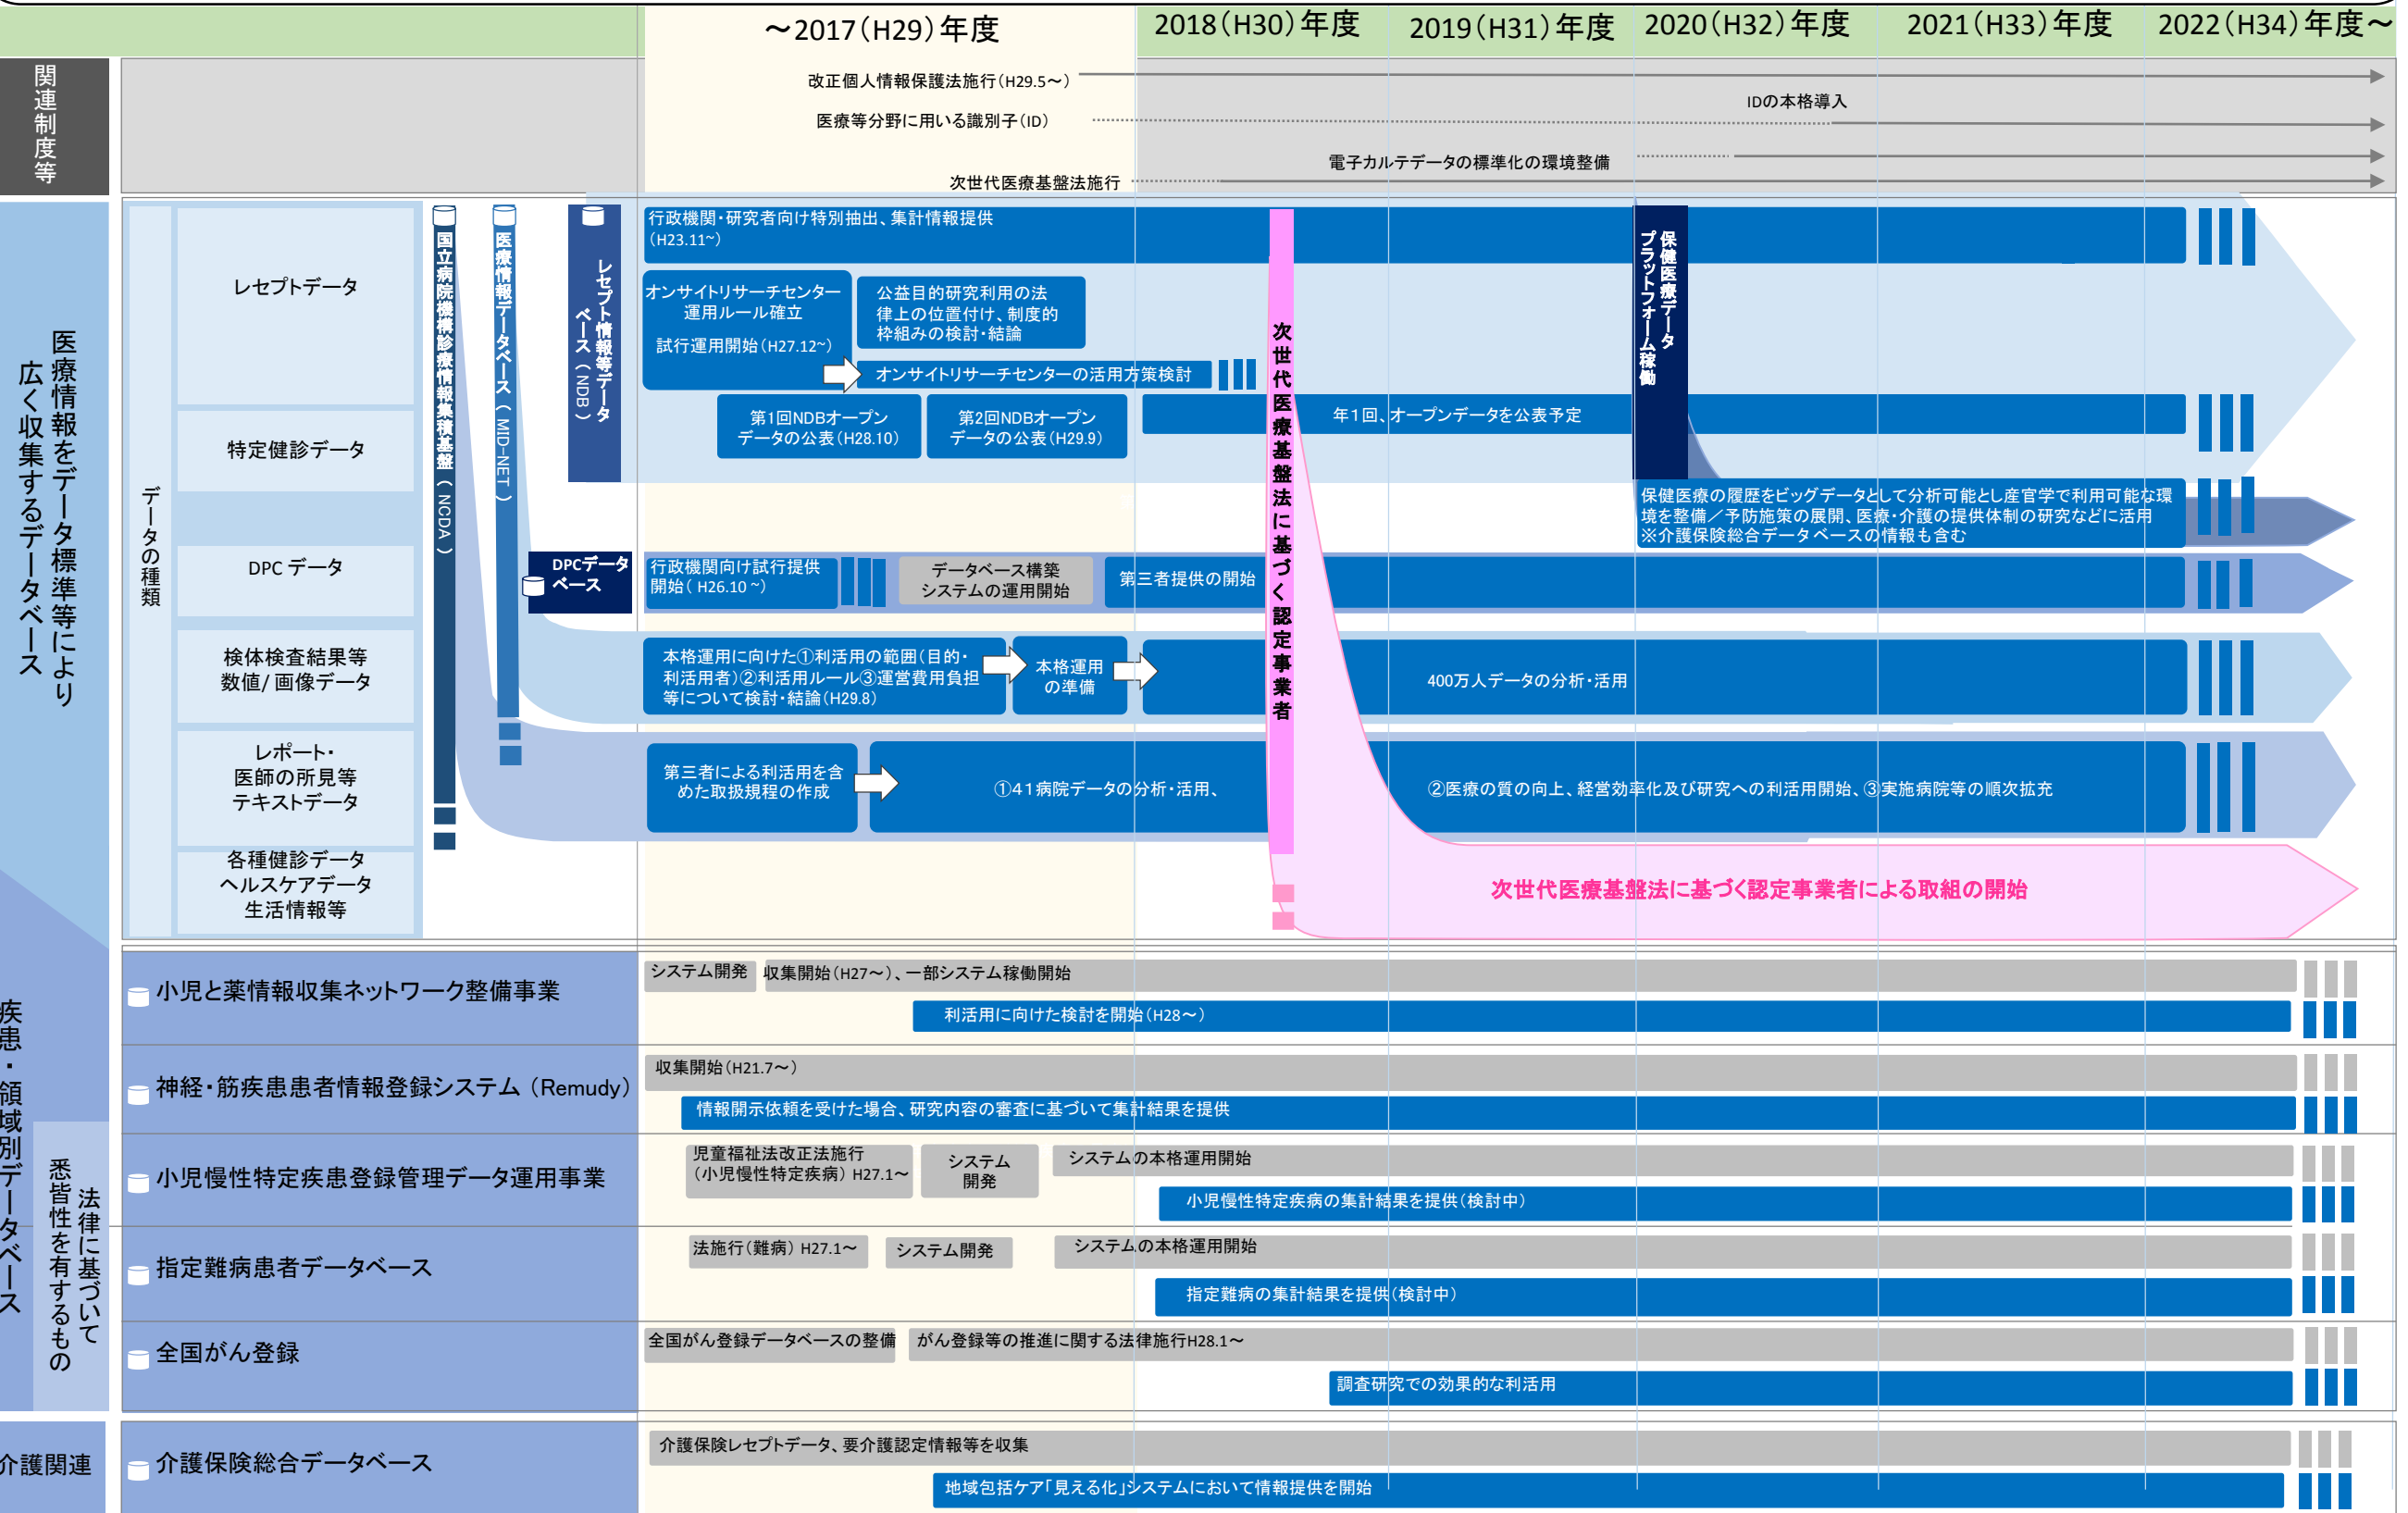 ～2017(H29)年度
2018(H30)年度
2019(H31)年度
2020(H32)年度
2021(H33)年度
2022(H34)年度～
関連制度等
改正個人情報保護法施行(H29.5～)
IDの本格導入
医療等分野に用いる識別子(ID)
電子カルテデータの標準化の環境整備
次世代医療基盤法施行
医療情報をデータ標準等により
広く収集するデータベース
データの種類
レセプトデータ
特定健診データ
DPC データ
検体検査結果等
数値/ 画像データ
レポート・
医師の所見等
テキストデータ
各種健診データ
ヘルスケアデータ
生活情報等
国立病院機構診療情報集積基盤（NCDA）
医療情報データベース（MID-NET）
レセプト情報等データ
ベース（NDB）
DPCデータ
ベース
行政機関・研究者向け特別抽出、集計情報提供
(H23.11~)
オンサイトリサーチセンター
運用ルール確立
試行運用開始(H27.12~)
公益目的研究利用の法
律上の位置付け、制度的
枠組みの検討・結論
オンサイトリサーチセンターの活用方策検討
第1回NDBオープン
データの公表(H28.10)
第2回NDBオープン
データの公表(H29.9)
年1回、オープンデータを公表予定
次世代医療基盤法に基づく認定事業者
保健医療データ
プラットフォーム稼働
保健医療の履歴をビッグデータとして分析可能とし産官学で利用可能な環
境を整備／予防施策の展開、医療・介護の提供体制の研究などに活用
※介護保険総合データベースの情報も含む
行政機関向け試行提供
開始( H26.10 ~)
データベース構築
システムの運用開始
第三者提供の開始
本格運用に向けた①利活用の範囲(目的・
利活用者)②利活用ルール③運営費用負担
等について検討・結論(H29.8)
本格運用
の準備
400万人データの分析・活用
第三者による利活用を含
めた取扱規程の作成
①41病院データの分析・活用、
②医療の質の向上、経営効率化及び研究への利活用開始、③実施病院等の順次拡充
次世代医療基盤法に基づく認定事業者による取組の開始
疾患・領域別データベース
法律に基づいて
悉皆性を有するもの
小児と薬情報収集ネットワーク整備事業
システム開発
収集開始(H27～)、一部システム稼働開始
利活用に向けた検討を開始(H28～)
神経・筋疾患患者情報登録システム（Remudy）
収集開始(H21.7～)
情報開示依頼を受けた場合、研究内容の審査に基づいて集計結果を提供
小児慢性特定疾患登録管理データ運用事業
児童福祉法改正法施行
(小児慢性特定疾病) H27.1～
システム
開発
システムの本格運用開始
小児慢性特定疾病の集計結果を提供(検討中)
指定難病患者データベース
法施行(難病) H27.1～
システム開発
システムの本格運用開始
指定難病の集計結果を提供(検討中)
全国がん登録
全国がん登録データベースの整備
がん登録等の推進に関する法律施行H28.1～
調査研究での効果的な利活用
介護関連
介護保険総合データベース
介護保険レセプトデータ、要介護認定情報等を収集
地域包括ケア「見える化」システムにおいて情報提供を開始